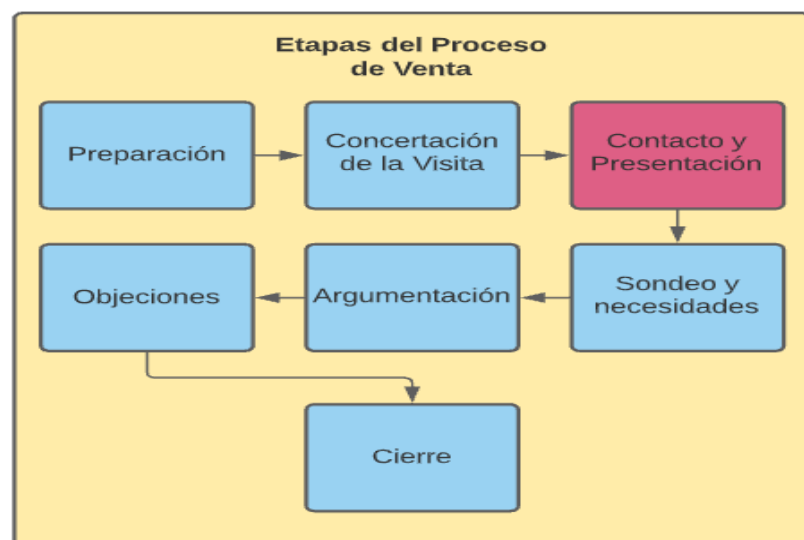 Etapas del Proceso
de Venta
Preparación
Concertación
de la Visita
Contacto y
Presentación
Sondeo y
necesidades
Argumentación
Objeciones
Cierre